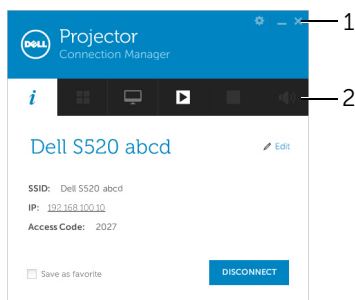 DELL
Projector
Connection Manager
1
i
2
Dell S520 abcd
Edit
SSID: Dell S520 abcd
IP: 192.168.100.10
Access Code: 2027
Save as favorite
DISCONNECT